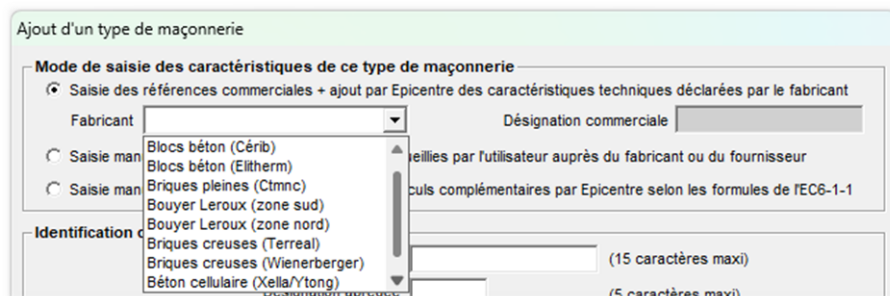 Ajout d'un type de maçonnerie
Mode de saisie des caractéristiques de ce type de maçonnerie
Saisie des références commerciales + ajout par Epicentre des caractéristiques techniques déclarées par le fabricant
Fabricant Désignation commerciale
Blocs béton (Cérib)
Saisie man eillies par l'utilisateur auprès du fabricant ou du fournisseur
Blocs béton (Elitherm)
Briques pleines (Ctmnc)
Saisie man culs complémentaires par Epicentre selon les formules de l'EC6-1-1
Bouyer Leroux (zone sud)
Bouyer Leroux (zone nord)
Identification
Briques creuses (Terreal)
Briques creuses (Wienerberger) (15 caractères maxi)
Béton cellulaire (Xella/Ytong)
Désignation abrégée (5 caractères maxi)